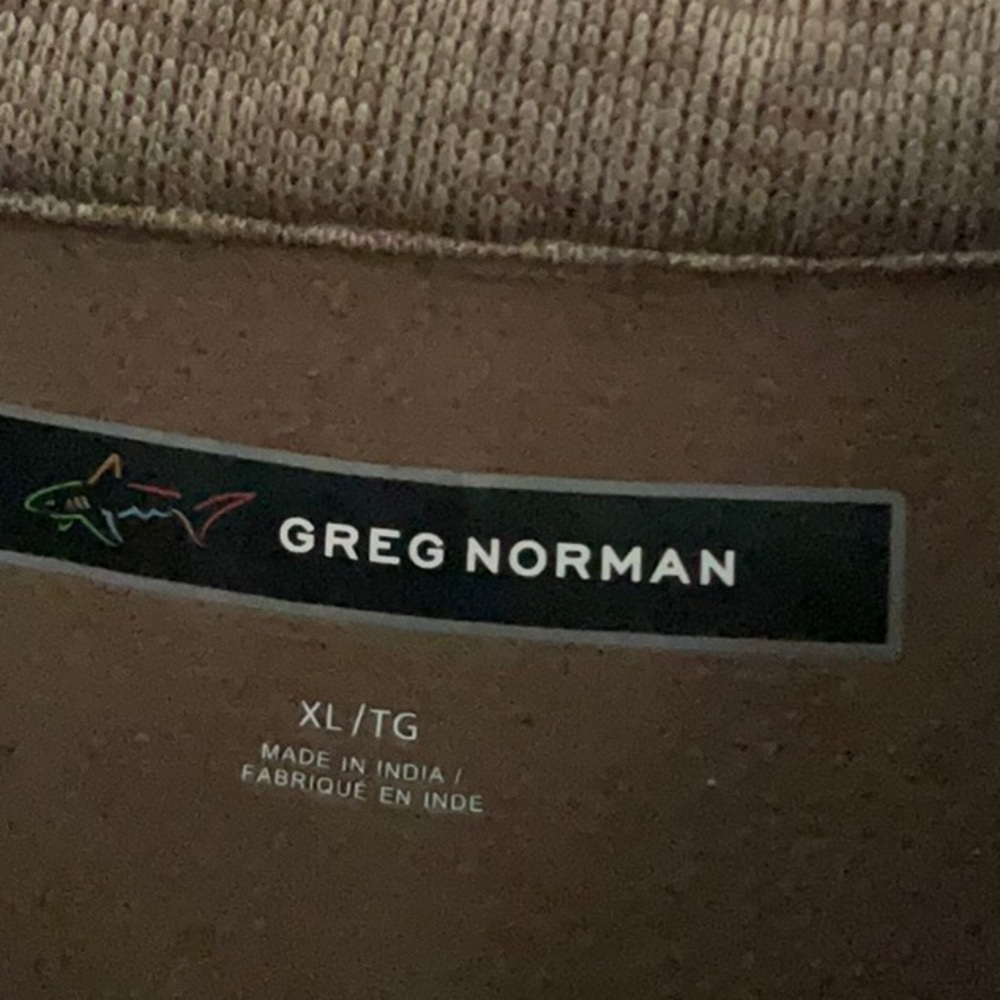 GREG NORMAN
XL/TG
MADE IN INDIA /
FABRIQUÉ EN INDE